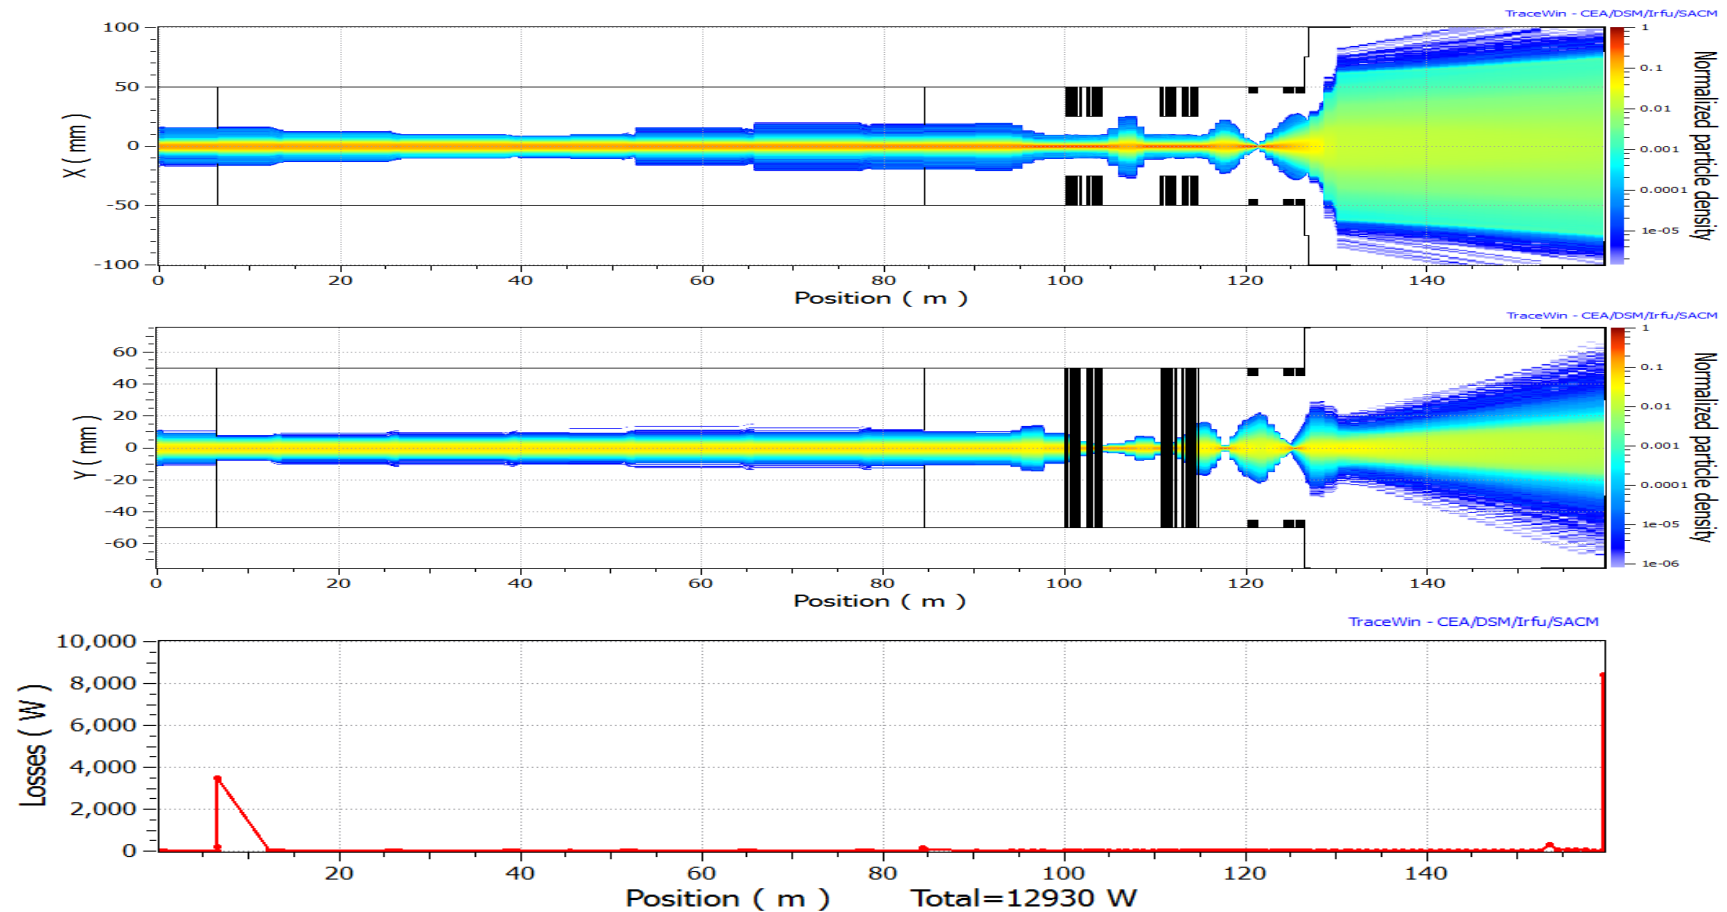 TraceWin - CEA/DSM/Irfu/SACM
100
50
0
-50
-100
X ( mm )
0 20 40 60 80 100 120 140
Position ( m )
1
0.1
0.01
0.001
0.0001
1e-05
Normalized particle density
TraceWin - CEA/DSM/Irfu/SACM
60
40
20
0
-20
-40
-60
Y ( mm )
0 20 40 60 80 100 120 140
Position ( m )
1
0.1
0.01
0.001
0.0001
1e-05
1e-06
Normalized particle density
TraceWin - CEA/DSM/Irfu/SACM
10,000
8,000
6,000
4,000
2,000
0
Losses ( W )
20 40 60 80 100 120 140
Position ( m ) Total=12930 W